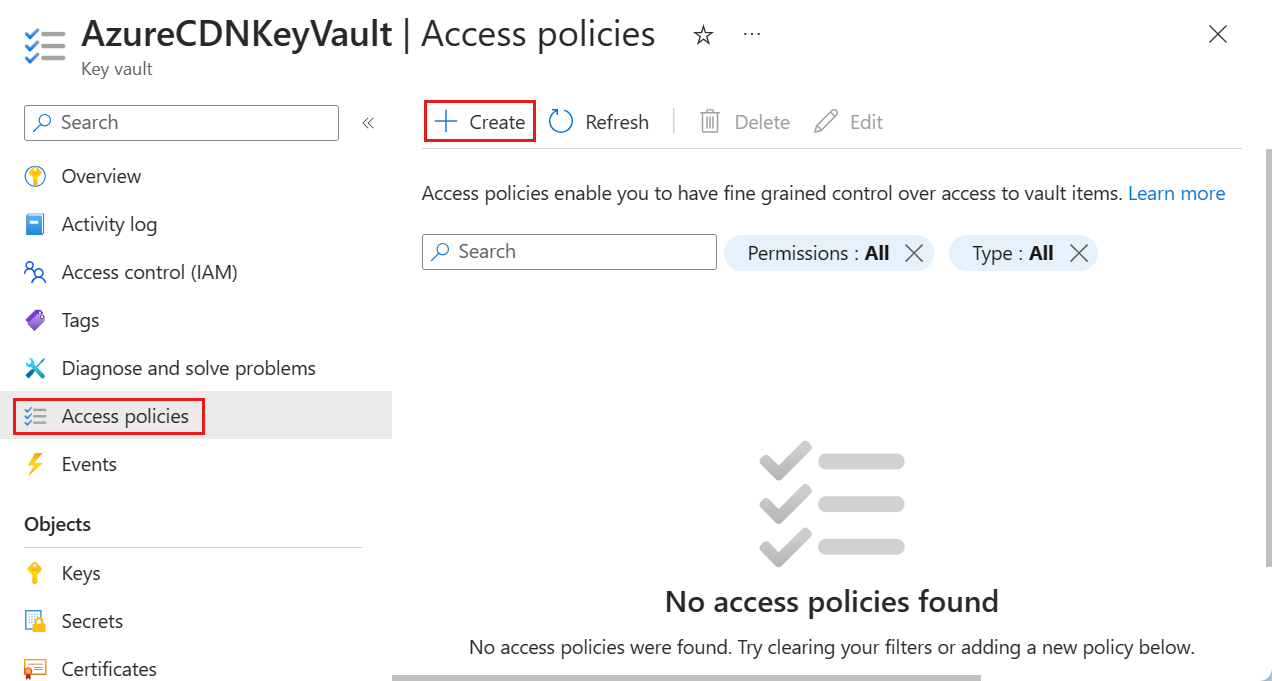 AzureCDNKeyVault | Access policies
Key vault
Search
Overview
Activity log
Access control (IAM)
Tags
Diagnose and solve problems
Access policies
Events
Objects
Keys
Secrets
Certificates
Create Refresh Delete Edit
Access policies enable you to have fine grained control over access to vault items. Learn more
Search Permissions : All Type : All
No access policies found
No access policies were found. Try clearing your filters or adding a new policy below.